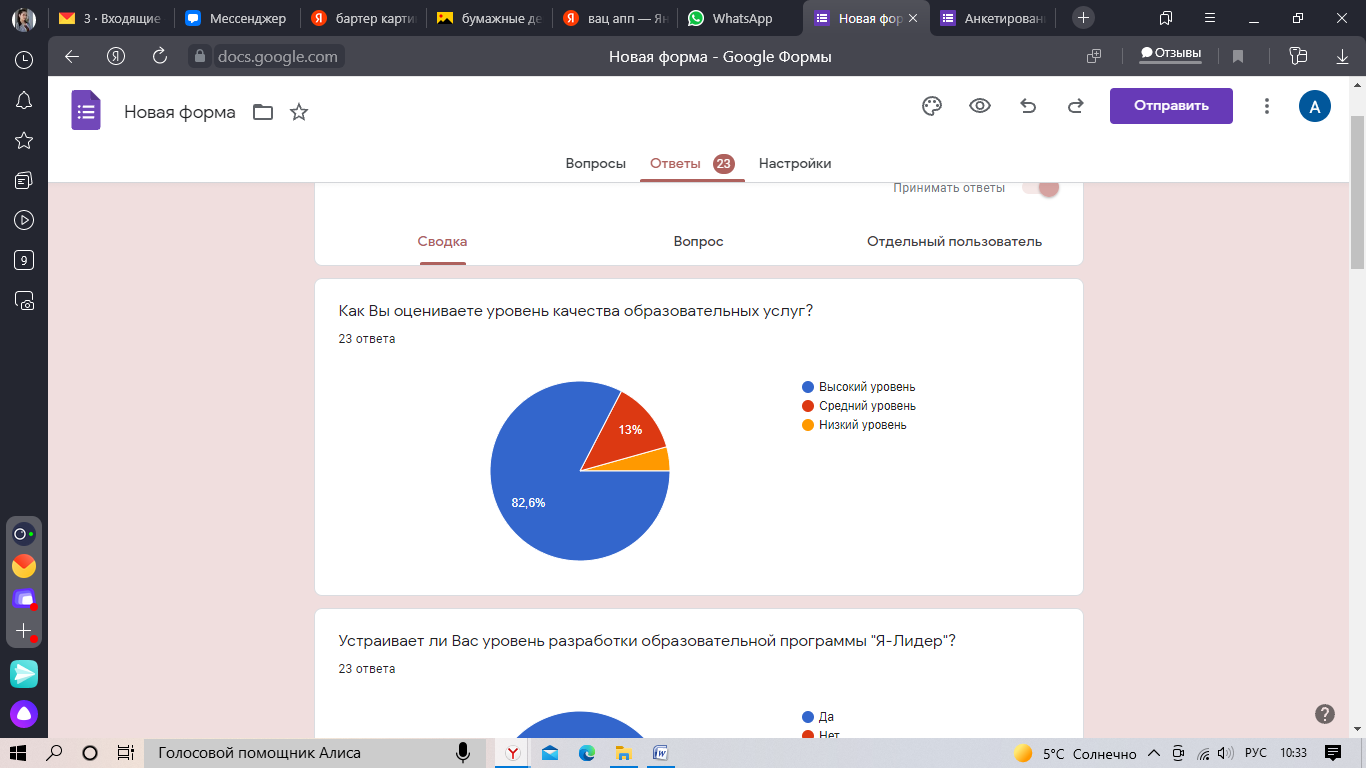 3 · Входящие
Мессенджер
бартер карти
бумажные де
вац апп — Ян
WhatsApp
Новая фор
Анкетирован
docs.google.com
Новая форма - Google Формы
Отзывы
9
Новая форма
Отправить
A
Вопросы
Ответы 23
Настройки
Принимать ответы
Сводка
Вопрос
Отдельный пользователь
Как Вы оцениваете уровень качества образовательных услуг?
23 ответа
Высокий уровень
Средний уровень
Низкий уровень
13%
82,6%
Устраивает ли Вас уровень разработки образовательной программы "Я-Лидер"?
23 ответа
Да
Нет
Голосовой помощник Алиса
5°C Солнечно
РУС
10:33